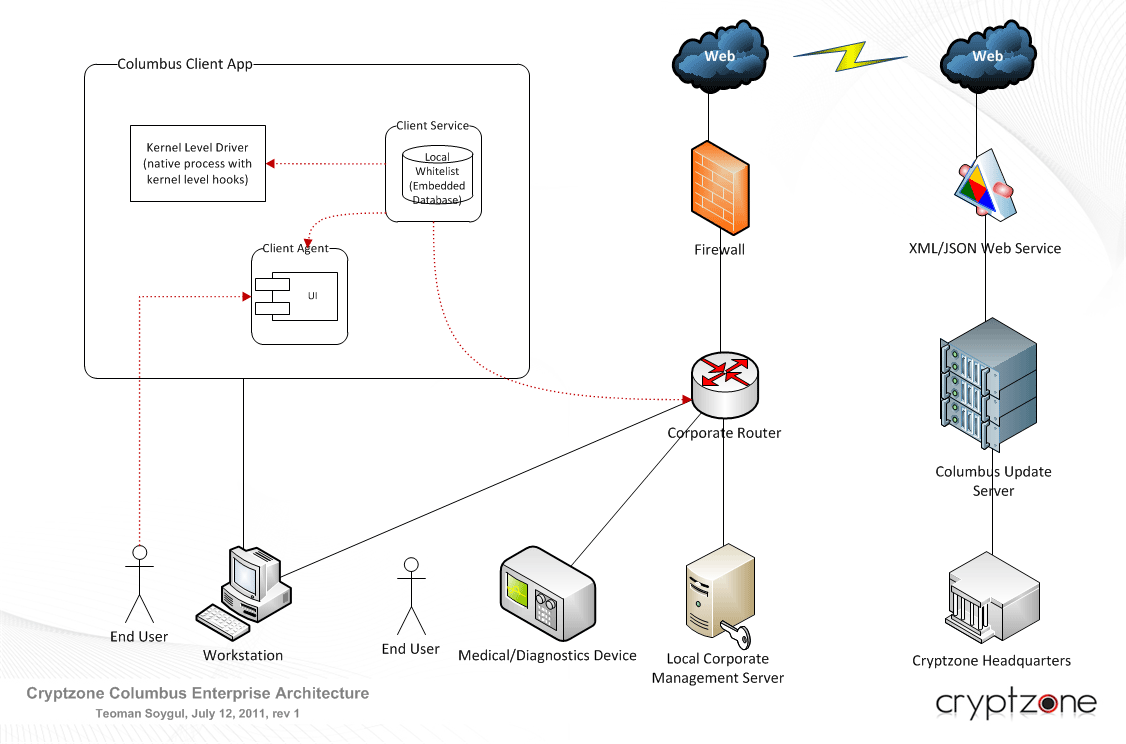 Web
Web
Columbus Client App
Client Service
Kernel Level Driver
(native process with
kernel level hooks)
Local
Whitelist
(Embedded
Database)
Client Agent
UI
Firewall
XML/JSON Web Service
Corporate Router
Columbus Update
Server
End User
Workstation
End User
Medical/Diagnostics Device
Local Corporate
Management Server
Cryptzone Headquarters
Cryptzone Columbus Enterprise Architecture
Teoman Soygul, July 12, 2011, rev 1
cryptzone